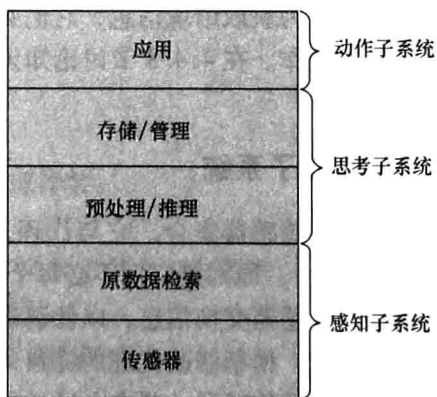 应用
动作子系统
存储/管理
思考子系统
预处理/推理
原数据检索
感知子系统
传感器